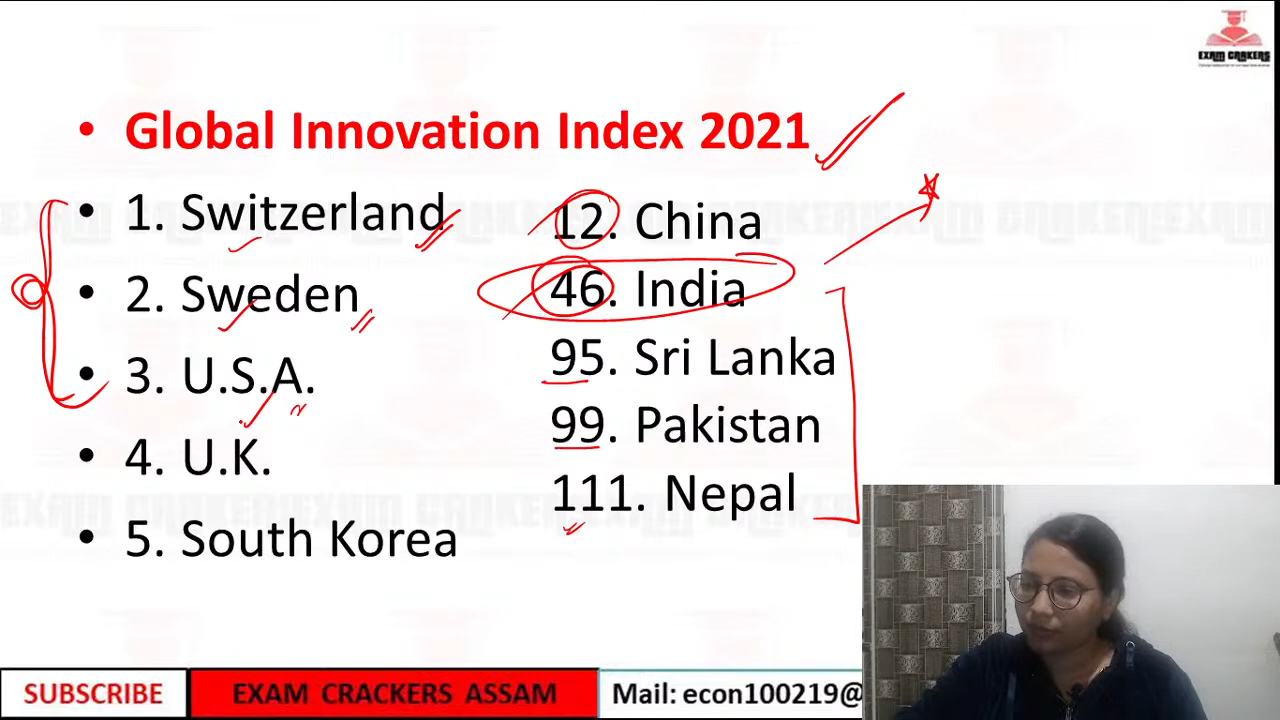 EXAM CRAKERS
• Global Innovation Index 2021
• 1. Switzerland
• 2. Sweden
• 3. U.S.A.
• 4. U.K.
• 5. South Korea
12. China
46. India
95. Sri Lanka
99. Pakistan
111. Nepal
SUBSCRIBE
EXAM CRACKERS ASSAM
Mail: econ100219@